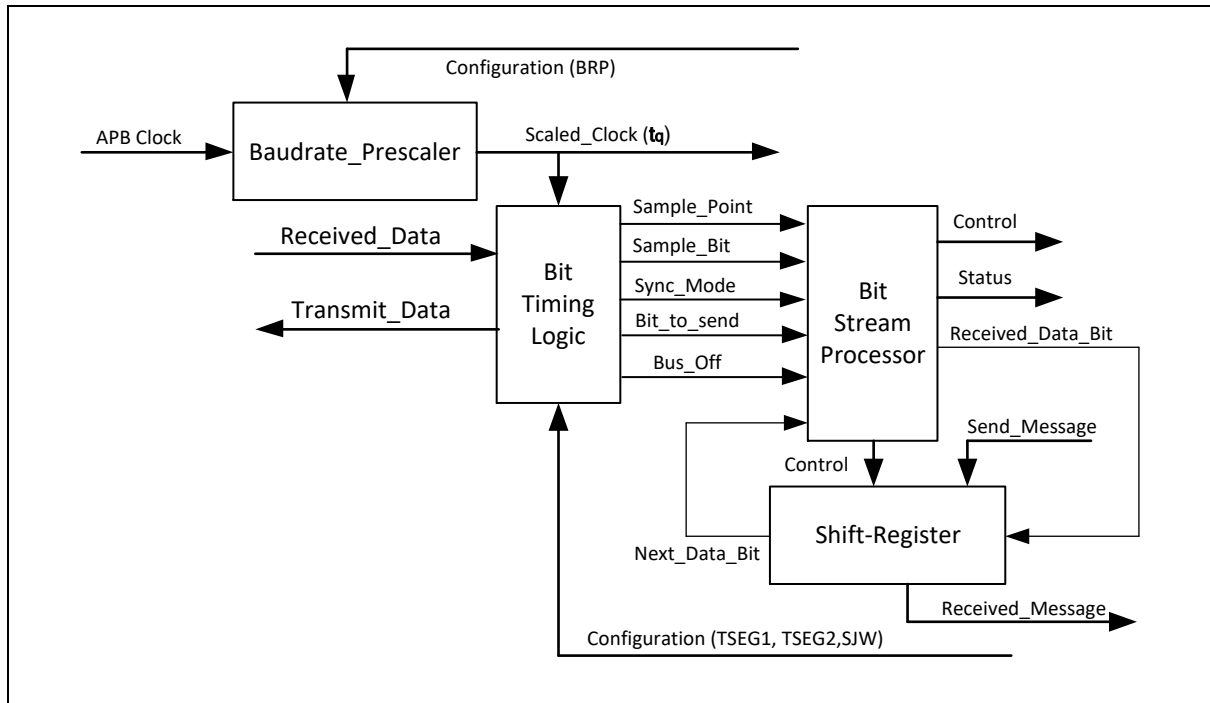 Configuration (BRP)
APB Clock
Baudrate_Prescaler
Scaled_Clock (tq)
Received_Data
Transmit_Data
Bit
Timing
Logic
Sample_Point
Sample_Bit
Sync_Mode
Bit_to_send
Bus_Off
Bit
Stream
Processor
Control
Status
Received_Data_Bit
Send_Message
Control
Shift-Register
Next_Data_Bit
Received_Message
Configuration (TSEG1, TSEG2,SJW)